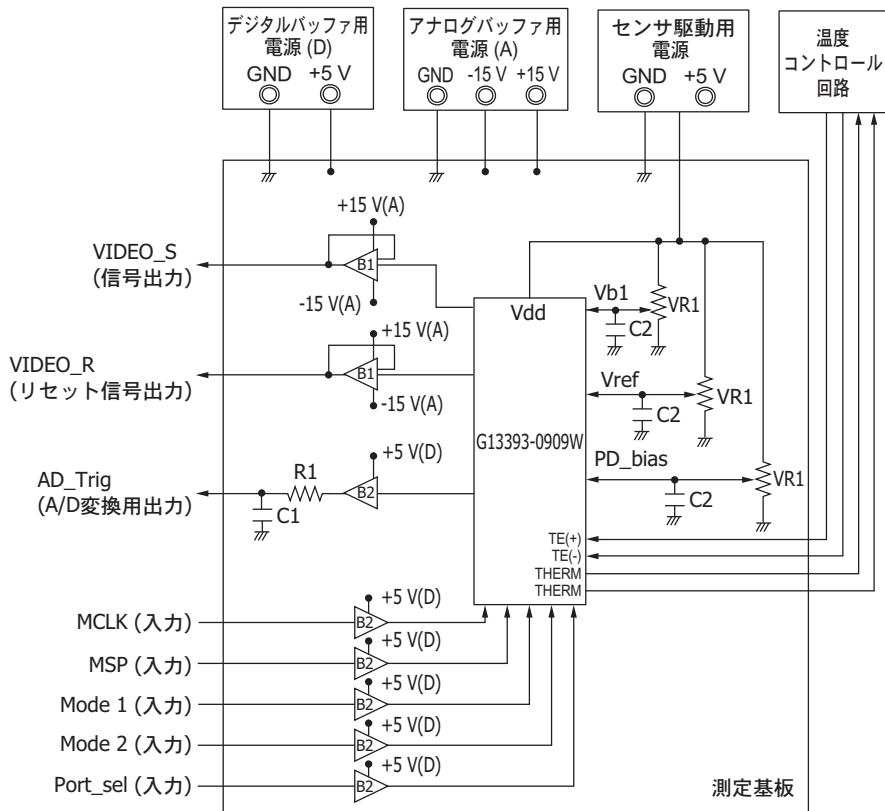 デジタルバッファ用
電源 (D)
GND +5 V
アナログバッファ用
電源 (A)
GND -15 V +15 V
センサ駆動用
電源
GND +5 V
温度
コントロール
回路
+15 V(A)
VIDEO_S
(信号出力)
B1
-15 V(A)
Vdd
Vb1
VR1
C2
+15 V(A)
VIDEO_R
(リセット信号出力)
B1
-15 V(A)
Vref
VR1
C2
G13393-0909W
+5 V(D)
AD_Trig
(A/D変換用出力)
R1
B2
C1
PD_bias
VR1
C2
TE(+)
TE(-)
THERM
THERM
+5 V(D)
MCLK (入力)
B2
+5 V(D)
MSP (入力)
B2
+5 V(D)
Mode 1 (入力)
B2
+5 V(D)
Mode 2 (入力)
B2
+5 V(D)
Port_sel (入力)
B2
測定基板